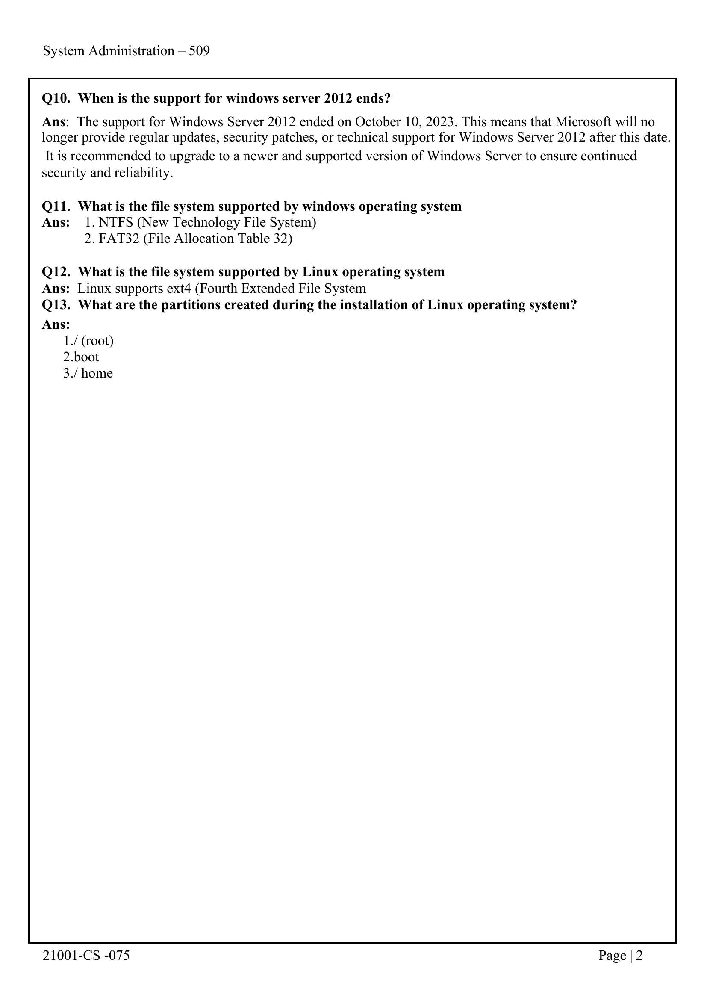 System Administration – 509
Q10. When is the support for windows server 2012 ends?
Ans: The support for Windows Server 2012 ended on October 10, 2023. This means that Microsoft will no
longer provide regular updates, security patches, or technical support for Windows Server 2012 after this date.
It is recommended to upgrade to a newer and supported version of Windows Server to ensure continued
security and reliability.
Q11. What is the file system supported by windows operating system
Ans: 1. NTFS (New Technology File System)
2. FAT32 (File Allocation Table 32)
Q12. What is the file system supported by Linux operating system
Ans: Linux supports ext4 (Fourth Extended File System
Q13. What are the partitions created during the installation of Linux operating system?
Ans:
1./ (root)
2.boot
3./ home
21001-CS -075 Page | 2